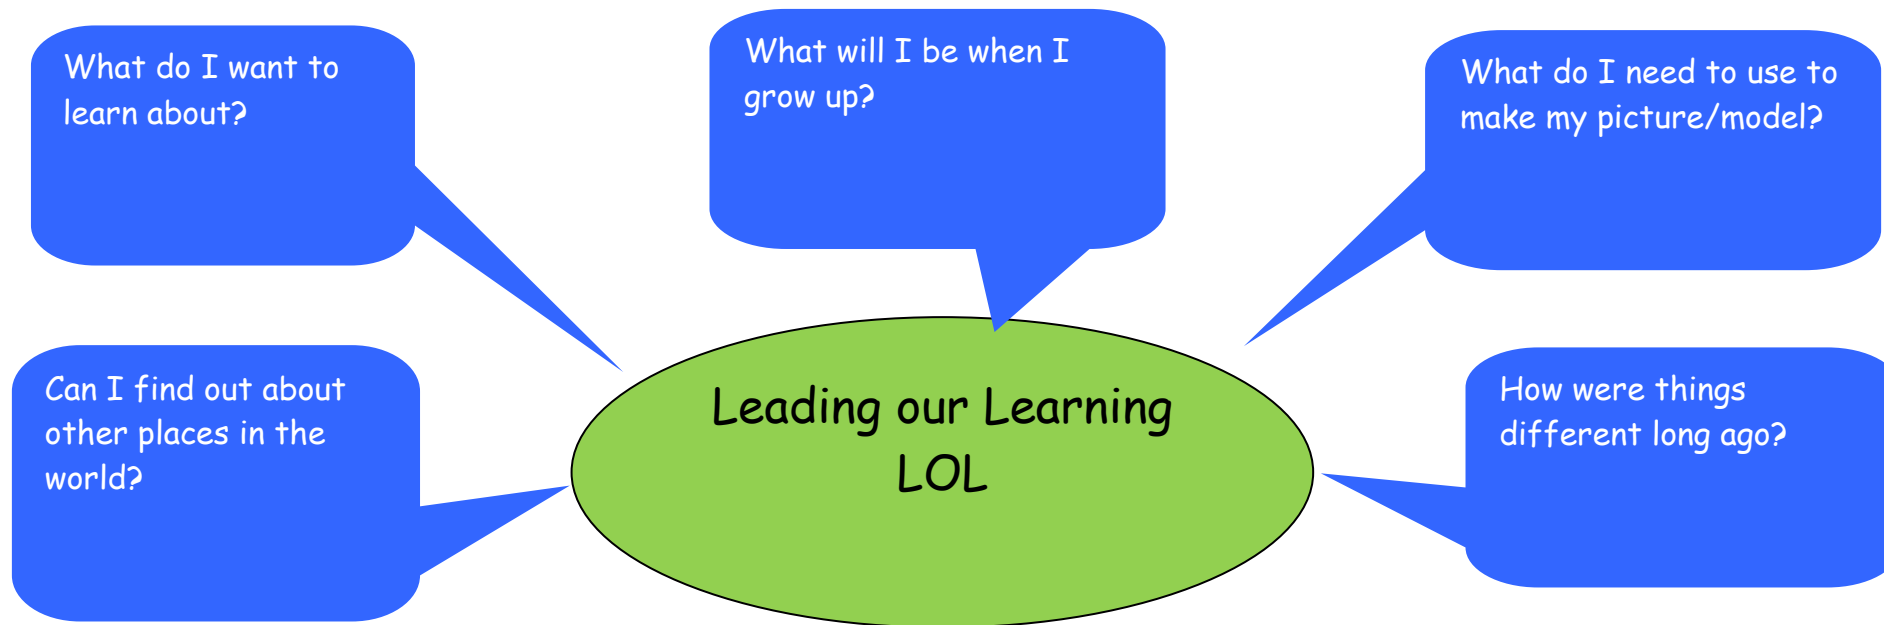 What do I want to
learn about?
What will I be when I
grow up?
What do I need to use to
make my picture/model?
Can I find out about
other places in the
world?
Leading our Learning
LOL
How were things
different long ago?